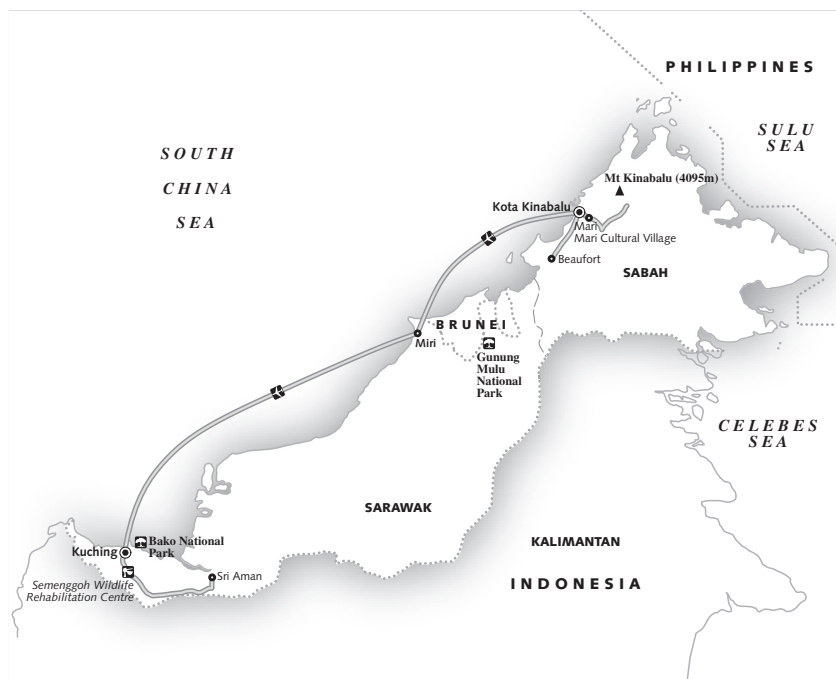 PHILIPPINES
SULU
SEA
SOUTH
CHINA
SEA
Mt Kinabalu (4095m)
Kota Kinabalu
Mari
Mari Cultural Village
Beaufort
SABAH
BRUNEI
Miri
Gunung
Mulu
National
Park
CELEBES
SEA
SARAWAK
KALIMANTAN
INDONESIA
Bako National
Park
Kuching
Sri Aman
Semenggoh Wildlife
Rehabilitation Centre